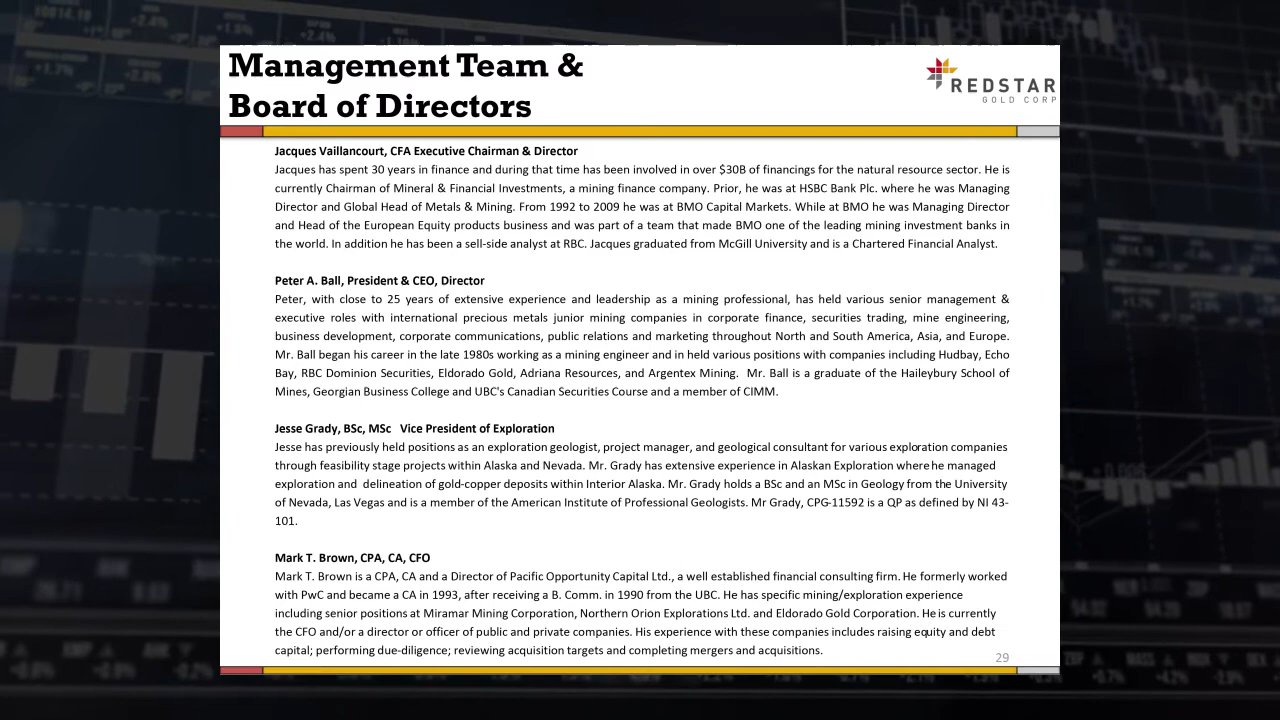 Management Team &
Board of Directors
REDSTAR
GOLD CORP
Jacques Vaillancourt, CFA Executive Chairman & Director
Jacques has spent 30 years in finance and during that time has been involved in over $30B of financings for the natural resource sector. He is
currently Chairman of Mineral & Financial Investments, a mining finance company. Prior, he was at HSBC Bank Plc. where he was Managing
Director and Global Head of Metals & Mining. From 1992 to 2009 he was at BMO Capital Markets. While at BMO he was Managing Director
and Head of the European Equity products business and was part of a team that made BMO one of the leading mining investment banks in
the world. In addition he has been a sell-side analyst at RBC. Jacques graduated from McGill University and is a Chartered Financial Analyst.
Peter A. Ball, President & CEO, Director
Peter, with close to 25 years of extensive experience and leadership as a mining professional, has held various senior management &
executive roles with international precious metals junior mining companies in corporate finance, securities trading, mine engineering,
business development, corporate communications, public relations and marketing throughout North and South America, Asia, and Europe.
Mr. Ball began his career in the late 1980s working as a mining engineer and in held various positions with companies including Hudbay, Echo
Bay, RBC Dominion Securities, Eldorado Gold, Adriana Resources, and Argentex Mining. Mr. Ball is a graduate of the Haileybury School of
Mines, Georgian Business College and UBC's Canadian Securities Course and a member of CIMM.
Jesse Grady, BSc, MSc Vice President of Exploration
Jesse has previously held positions as an exploration geologist, project manager, and geological consultant for various exploration companies
through feasibility stage projects within Alaska and Nevada. Mr. Grady has extensive experience in Alaskan Exploration where he managed
exploration and delineation of gold-copper deposits within Interior Alaska. Mr. Grady holds a BSc and an MSc in Geology from the University
of Nevada, Las Vegas and is a member of the American Institute of Professional Geologists. Mr Grady, CPG-11592 is a QP as defined by NI 43-
101.
Mark T. Brown, CPA, CA, CFO
Mark T. Brown is a CPA, CA and a Director of Pacific Opportunity Capital Ltd., a well established financial consulting firm. He formerly worked
with PwC and became a CA in 1993, after receiving a B. Comm. in 1990 from the UBC. He has specific mining/exploration experience
including senior positions at Miramar Mining Corporation, Northern Orion Explorations Ltd. and Eldorado Gold Corporation. He is currently
the CFO and/or a director or officer of public and private companies. His experience with these companies includes raising equity and debt
capital; performing due-diligence; reviewing acquisition targets and completing mergers and acquisitions.
29